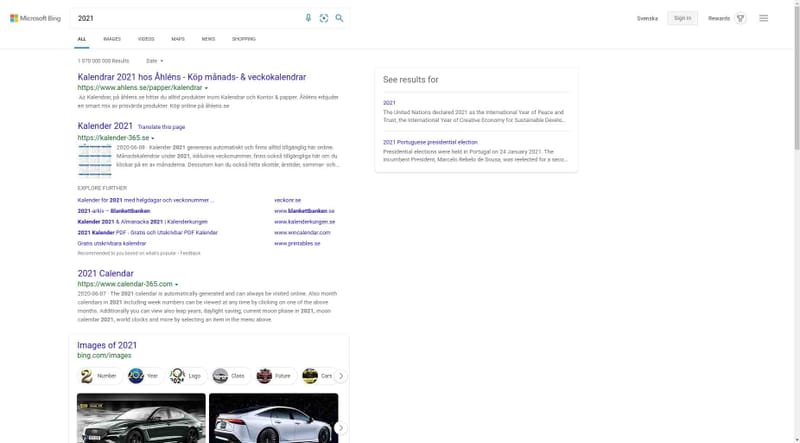 Microsoft Bing
2021
Svenska
Sign in
Rewards
ALL
IMAGES
VIDEOS
MAPS
NEWS
SHOPPING
1 070 000 000 Results
Date
Kalendrar 2021 hos Åhléns - Köp månads- & veckokalendrar
https://www.ahlens.se/papper/kalendrar
Ad Kalendrar, på åhlens.se hittar du alltid produkter inom Kalendrar och Kontor & papper. Åhléns erbjuder
en smart mix av prisvärda produkter. Köp online på åhlens.se
Kalender 2021 Translate this page
https://kalender-365.se
2020-06-08 · Kalender 2021 genereras automatiskt och finns alltid tillgänglig här online.
Månadskalendrar under 2021, inklusive veckonummer, finns också tillgängliga här om du
klickar på en av månaderna. Dessutom kan du också hitta skottår, årstider, sommar- och...
EXPLORE FURTHER
Kalender för 2021 med helgdagar och veckonummer ...
veckonr.se
2021-arkiv – Blankettbanken
www.blankettbanken.se
Kalender 2021 & Almanacka 2021 | Kalenderkungen
www.kalenderkungen.se
2021 Kalender PDF - Gratis och Utskrivbar PDF Kalendar
www.wincalendar.com
Gratis utskrivbara kalendrar
www.printables.se
Recommended to you based on what's popular • Feedback
2021 Calendar
https://www.calendar-365.com
2020-06-07 · The 2021 calendar is automatically generated and can always be visited online. Also month
calendars in 2021 including week numbers can be viewed at any time by clicking on one of the above
months. Additionally you can view also leap years, daylight saving, current moon phase in 2021, moon
calendar 2021, world clocks and more by selecting an item in the menu above.
Images of 2021
bing.com/images
Number
Year
Logo
Class
Future
Cars
See results for
2021
The United Nations declared 2021 as the International Year of Peace and
Trust, the International Year of Creative Economy for Sustainable Develo...
2021 Portuguese presidential election
Presidential elections were held in Portugal on 24 January 2021. The
incumbent President, Marcelo Rebelo de Sousa, was reelected for a seco...